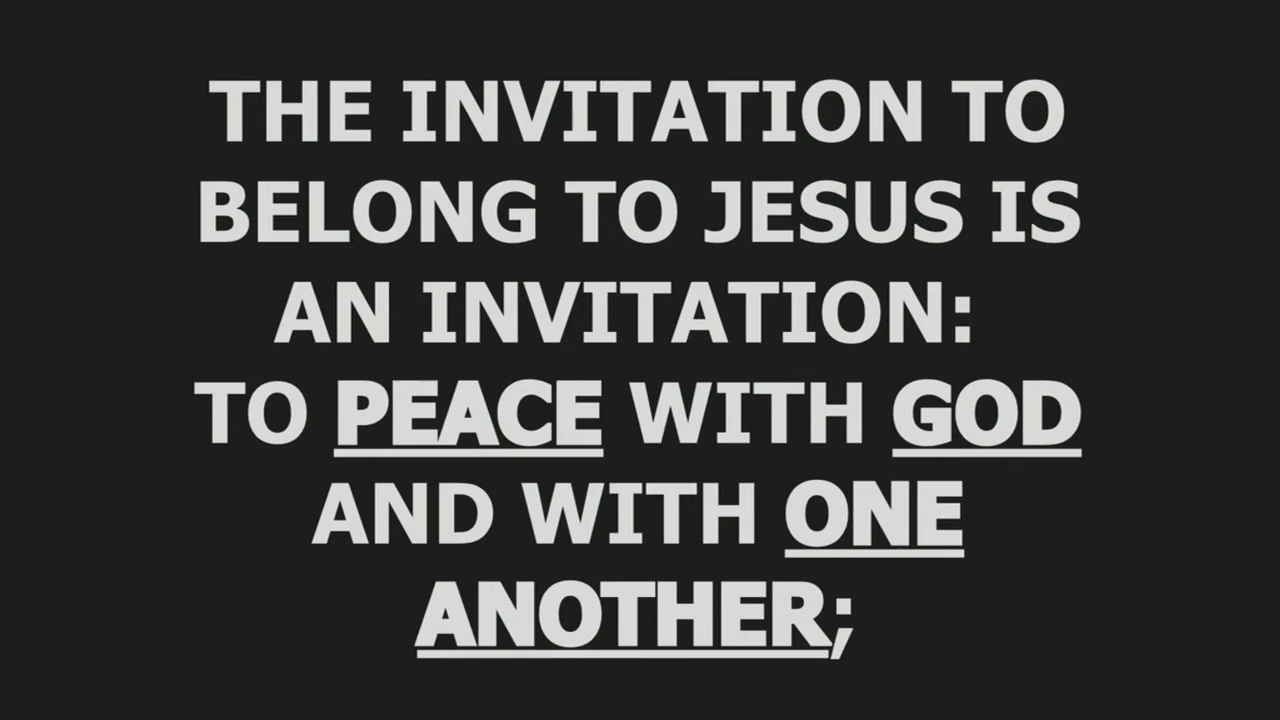 THE INVITATION TO
BELONG TO JESUS IS
AN INVITATION:
TO PEACE WITH GOD
AND WITH ONE
ANOTHER;